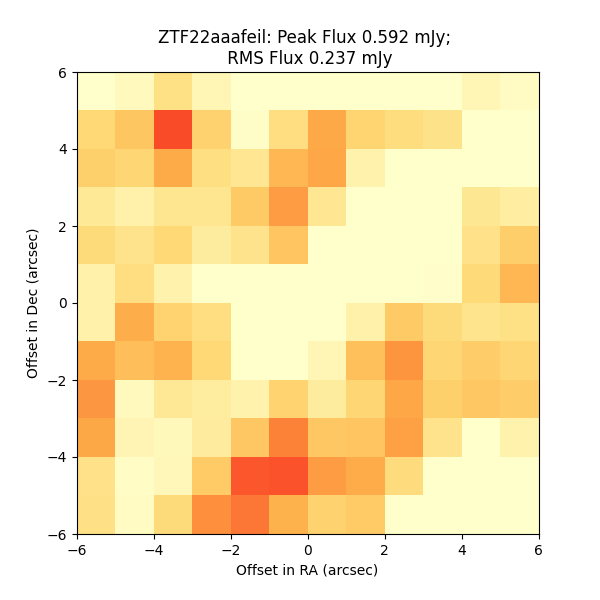 ZTF22aaafeil: Peak Flux 0.592 mJy;
RMS Flux 0.237 mJy
6
4
2
0
−2
−4
−6
Offset in Dec (arcsec)
−6 −4 −2 0 2 4 6
Offset in RA (arcsec)